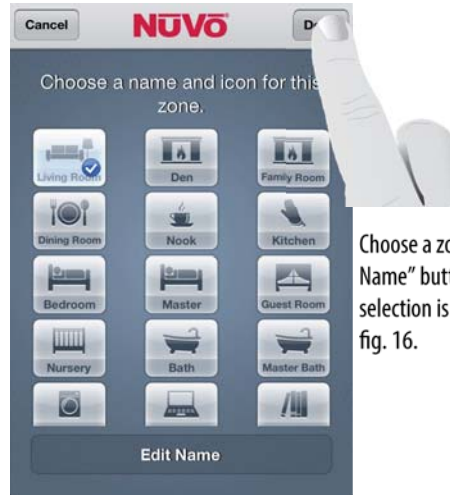 Cancel NUVO
Choose a name and icon for this
zone.
Living Room Den Family Room
Dining Room Nook Kitchen
Bedroom Master Guest Room
Nursery Bath Master Bath
Edit Name
Choose a
Name”
selection is
fig. 16.